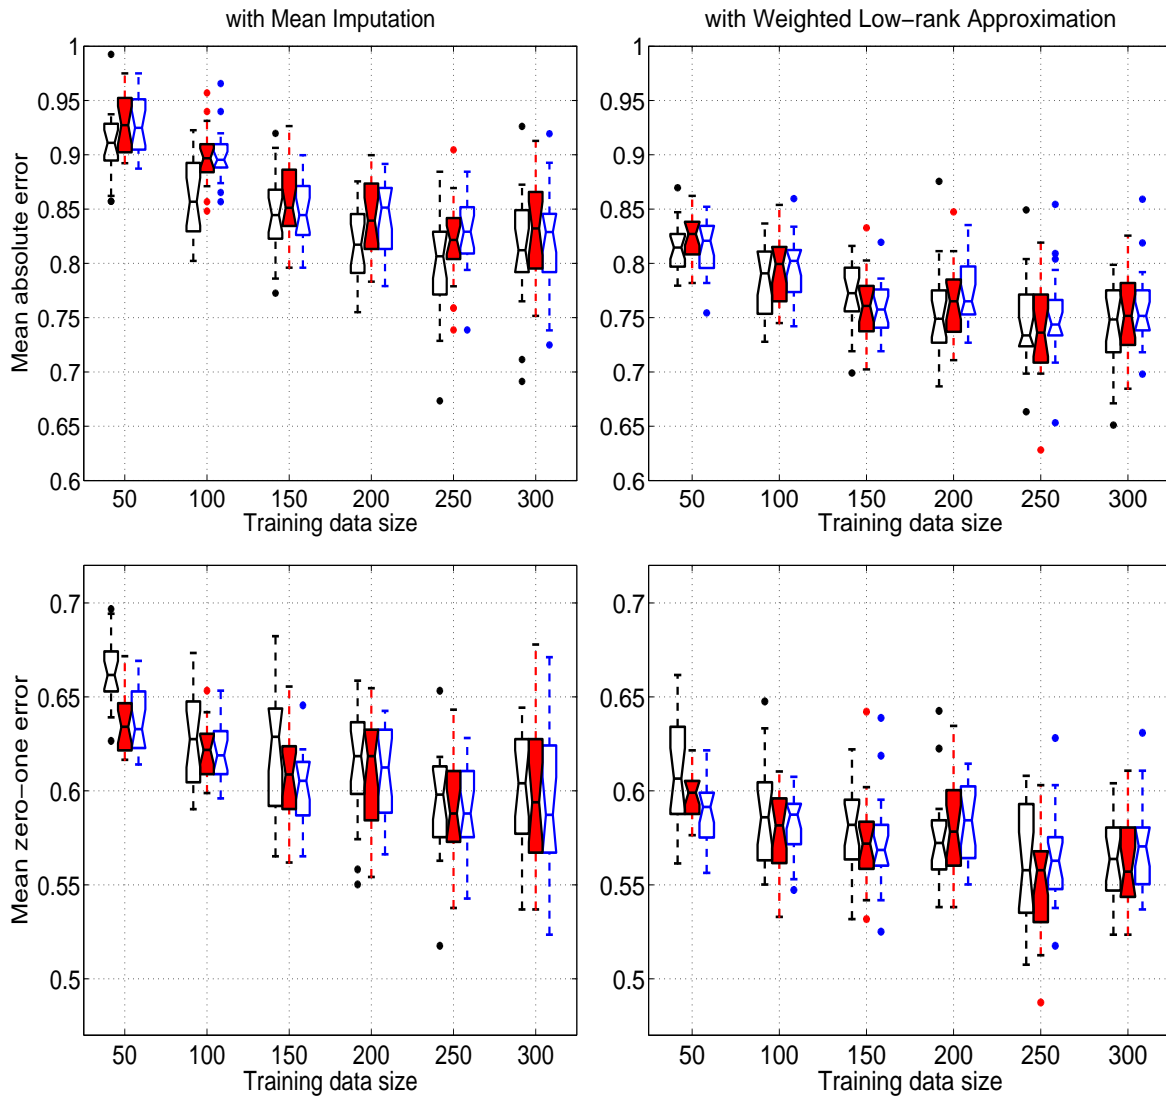 with Mean Imputation
with Weighted Low−rank Approximation
Mean absolute error
1
0.95
0.9
0.85
0.8
0.75
0.7
0.65
0.6
50 100 150 200 250 300
Training data size
1
0.95
0.9
0.85
0.8
0.75
0.7
0.65
0.6
50 100 150 200 250 300
Training data size
Mean zero−one error
0.7
0.65
0.6
0.55
0.5
50 100 150 200 250 300
Training data size
0.7
0.65
0.6
0.55
0.5
50 100 150 200 250 300
Training data size